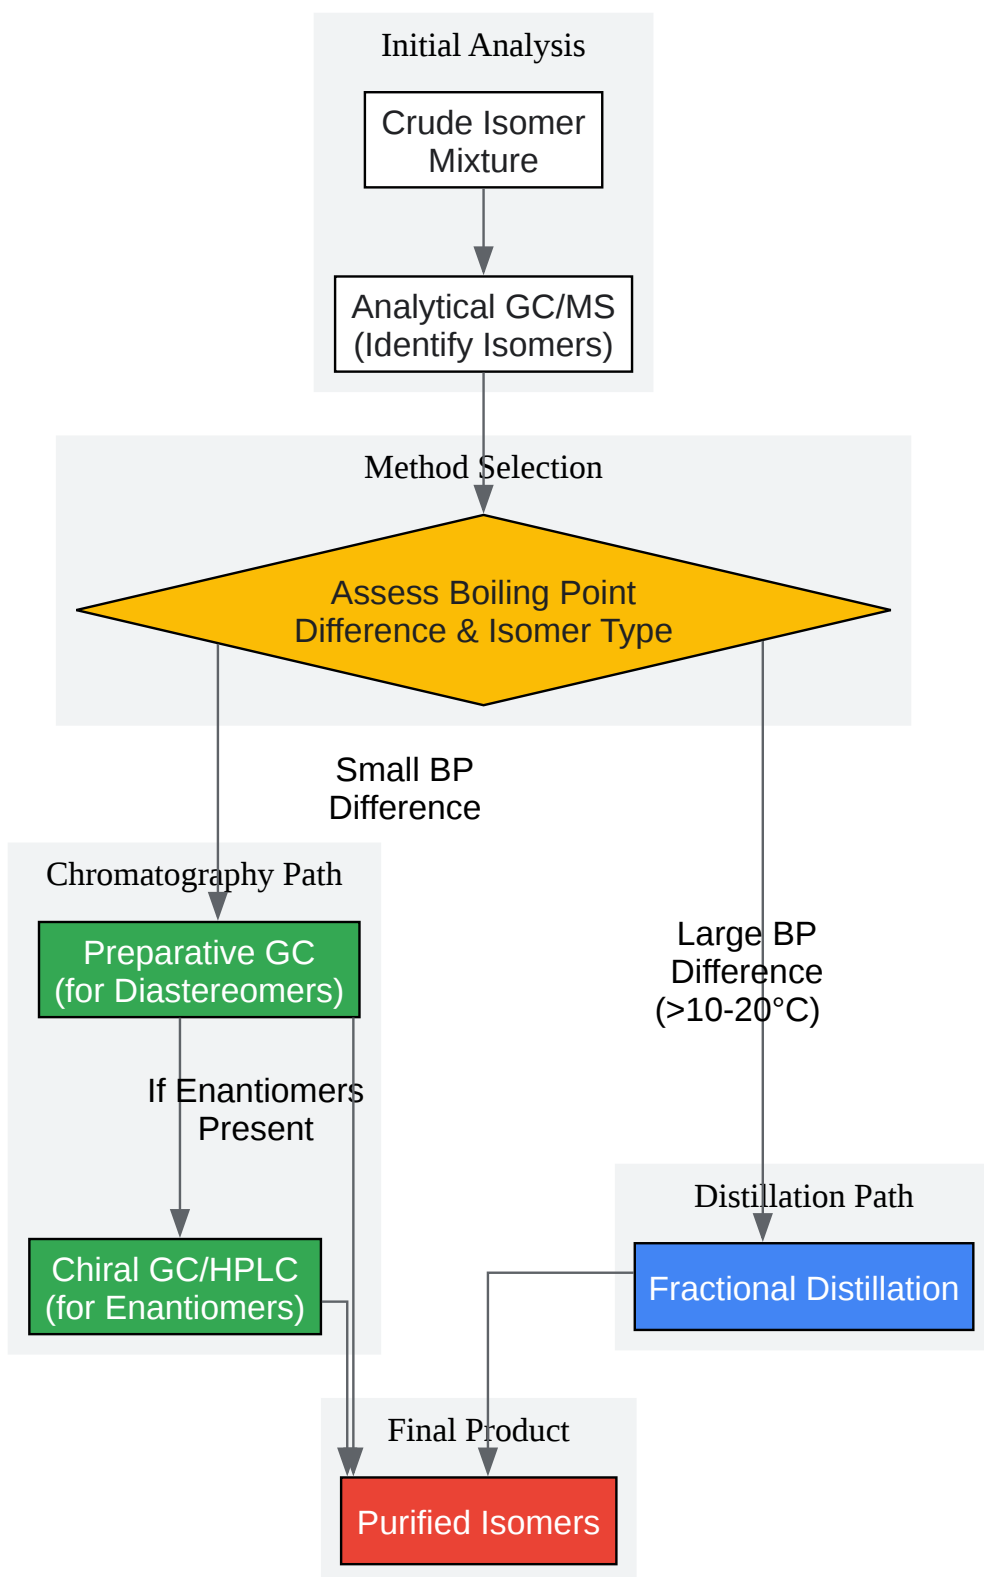 Initial Analysis
Crude Isomer
Mixture
Analytical GC/MS
(Identify Isomers)
Method Selection
Assess Boiling Point
Difference & Isomer Type
Small BP
Difference
Chromatography Path
Preparative GC
(for Diastereomers)
Large BP
Difference
(>10-20°C)
If Enantiomers
Present
Distillation Path
Chiral GC/HPLC
(for Enantiomers)
Fractional Distillation
Final Product
Purified Isomers